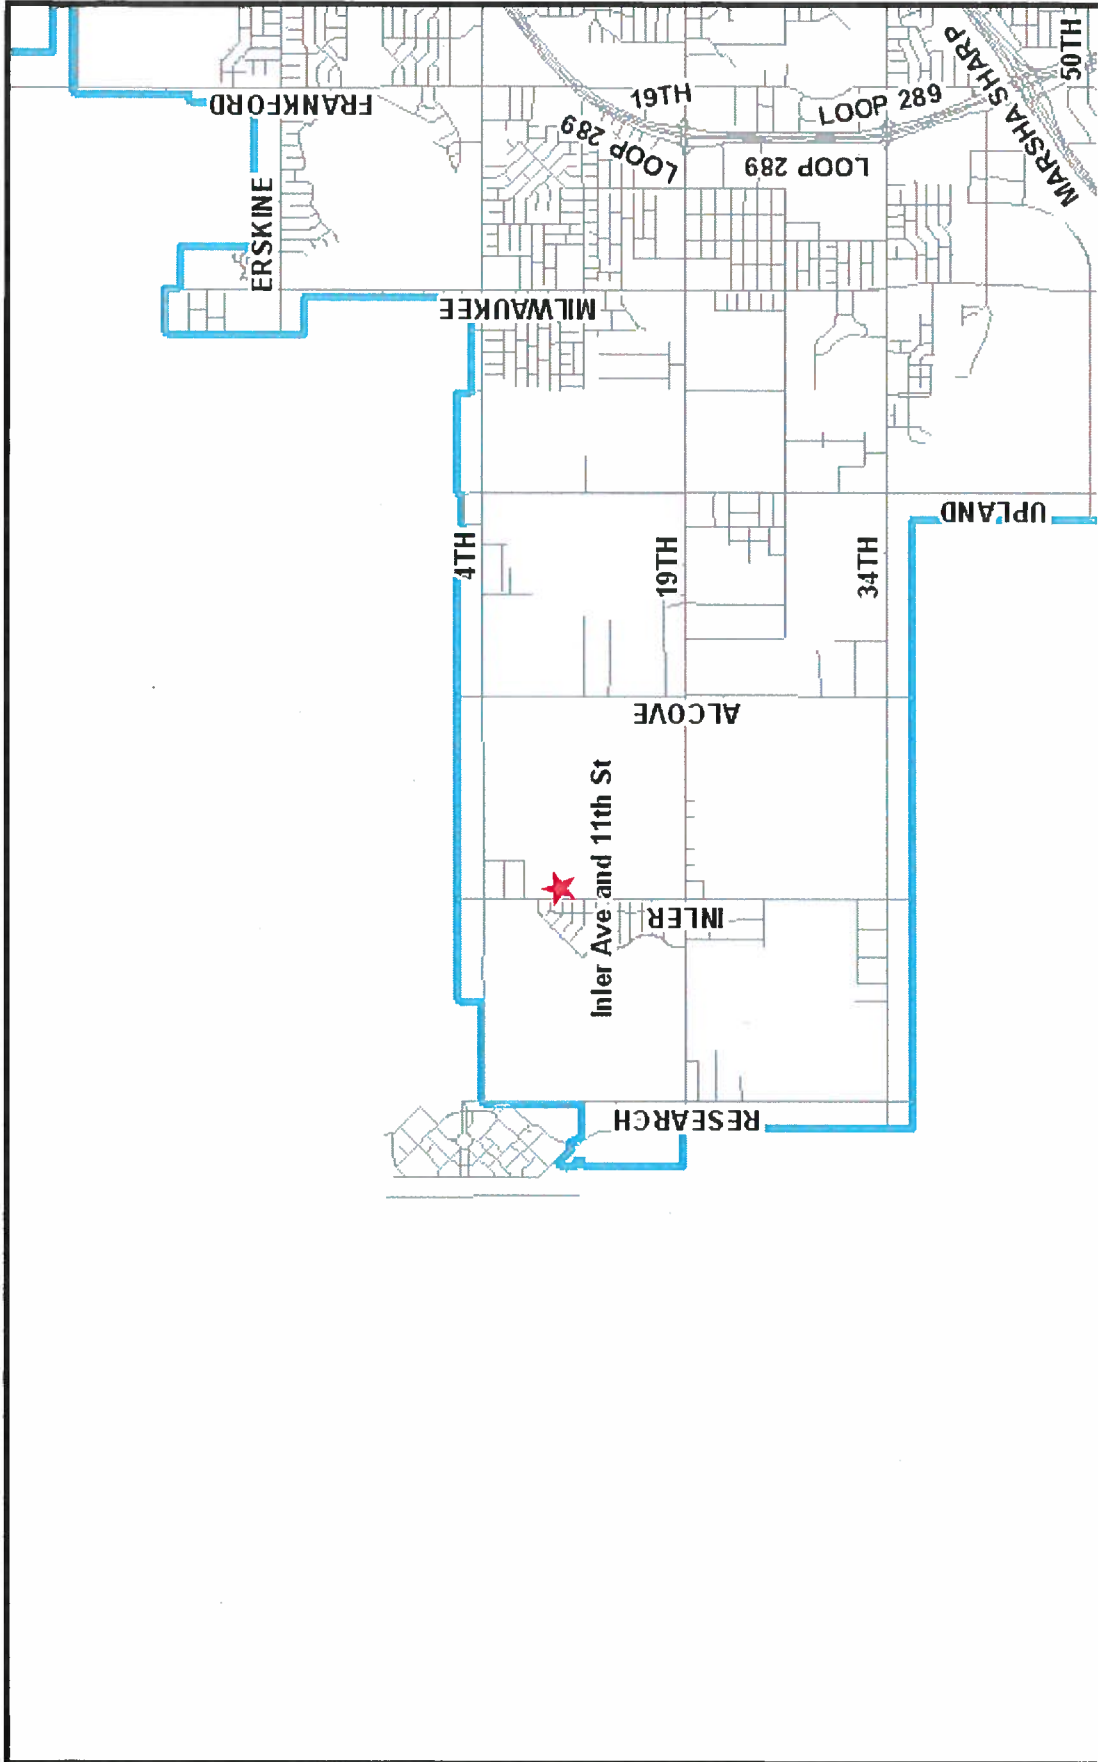 FRANKFORD
ERSKINE
MILWAUKEE
4TH
19TH
LOOP 289
LOOP 289
LOOP 289
19TH
34TH
MARSHA SHARP
50TH
UPLAND
ALCOVE
Inler Ave and 11th St
INLER
RESEARCH